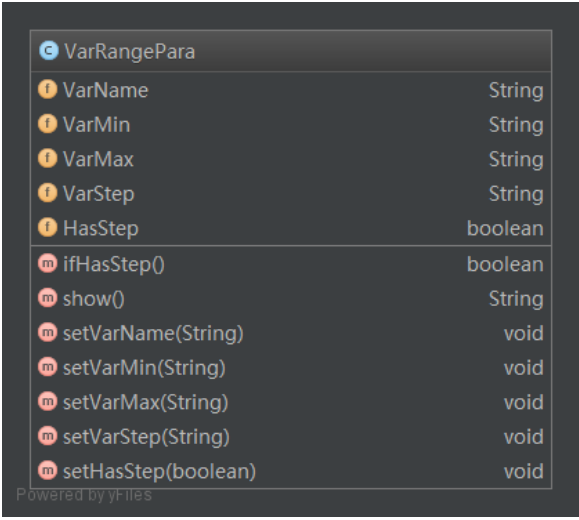 C VarRangePara
f VarName String
f VarMin String
f VarMax String
f VarStep String
f HasStep boolean
m ifHasStep() boolean
m show() String
m setVarName(String) void
m setVarMin(String) void
m setVarMax(String) void
m setVarStep(String) void
m setHasStep(boolean) void
Powered by yFiles